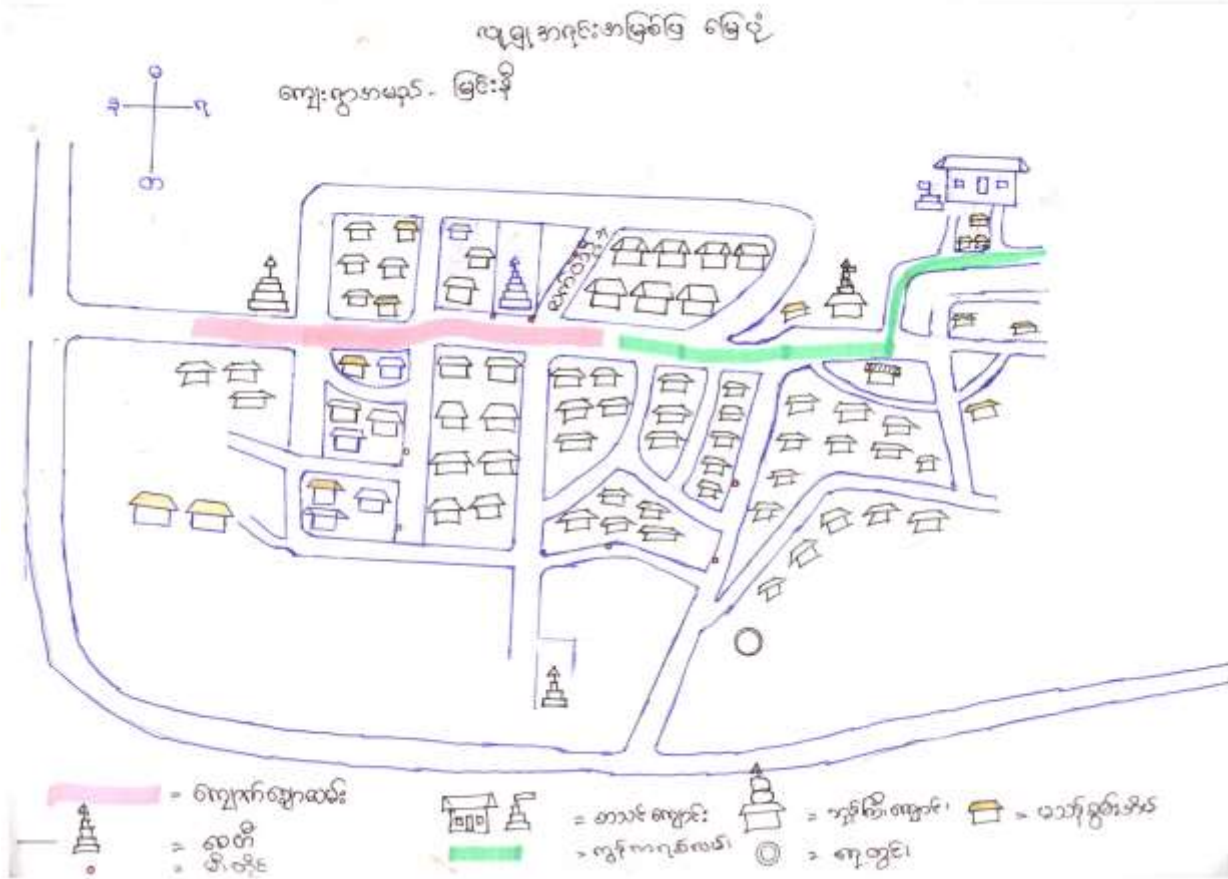 လူမှုအရင်းအမြစ်ပြ မြေပုံ
မ
ကျေးရွာအမည် - မြင်းနီ
န ရ
တ
= ကျောက်ချောလမ်း
= စာသင်ကျောင်း = ဘုန်းကြီးကျောင်း = မသန်စွမ်းအိမ်
= စေတီ = ကွန်ကရစ်လမ်း = ရေတွင်း
= မီးတိုင်